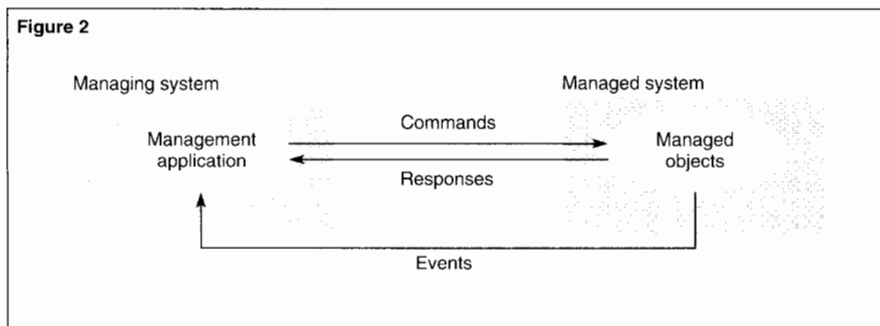 Figure 2
Managing system
Managed system
Commands
Management
application
Managed
objects
Responses
Events